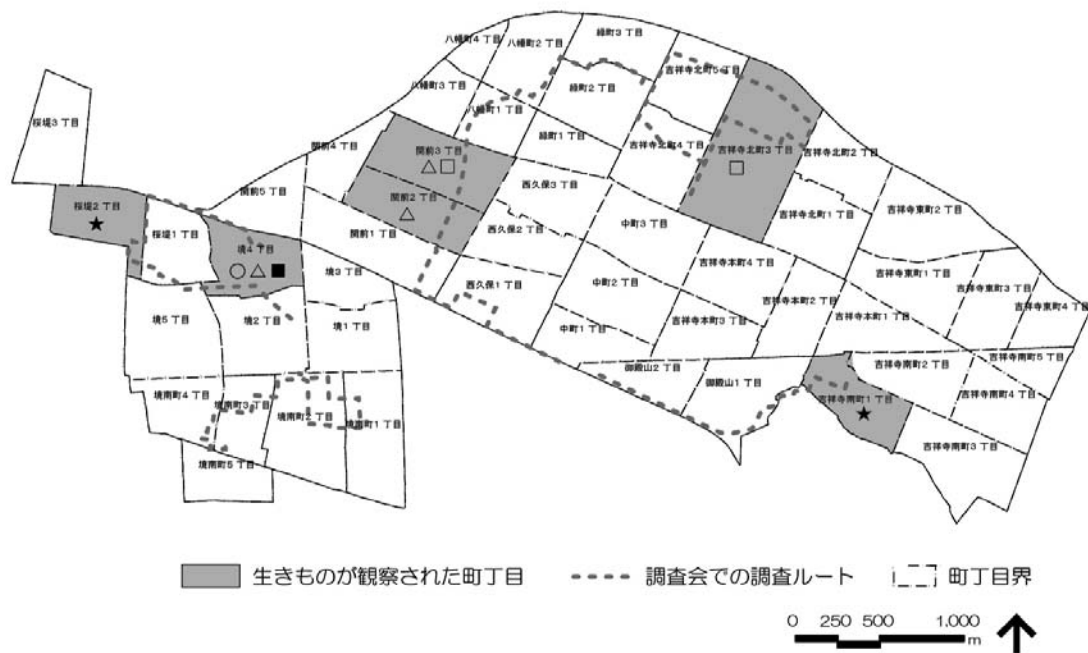 八幡町4 丁目
八幡町2 丁目
緑町3 丁目
吉祥寺北町5 丁目
八幡町3 丁目
緑町2 丁目
桜堤3 丁目
八幡町1 丁目
緑町1 丁目
関前4 丁目
関前3 丁目
吉祥寺北町4 丁目
吉祥寺北町3 丁目
吉祥寺北町2 丁目
関前5 丁目
西久保3 丁目
関前2 丁目
桜堤2 丁目
中町3 丁目
吉祥寺北町1 丁目
吉祥寺東町2 丁目
桜堤1 丁目
関前1 丁目
西久保2 丁目
境4 丁目
吉祥寺本町4 丁目
境3 丁目
吉祥寺東町1 丁目
西久保1 丁目
中町2 丁目
吉祥寺東町3 丁目
吉祥寺本町2 丁目
吉祥寺東町4 丁目
境5 丁目
境2 丁目
境1 丁目
中町1 丁目
吉祥寺本町3 丁目
吉祥寺本町1 丁目
吉祥寺南町5 丁目
御殿山2 丁目
吉祥寺南町2 丁目
御殿山1 丁目
境南町4 丁目
吉祥寺南町4 丁目
境南町3 丁目
吉祥寺南町1 丁目
境南町2 丁目
境南町1 丁目
吉祥寺南町3 丁目
境南町5 丁目
生きものが観察された町丁目
調査会での調査ルート
町丁目界
0 250 500 1,000
m